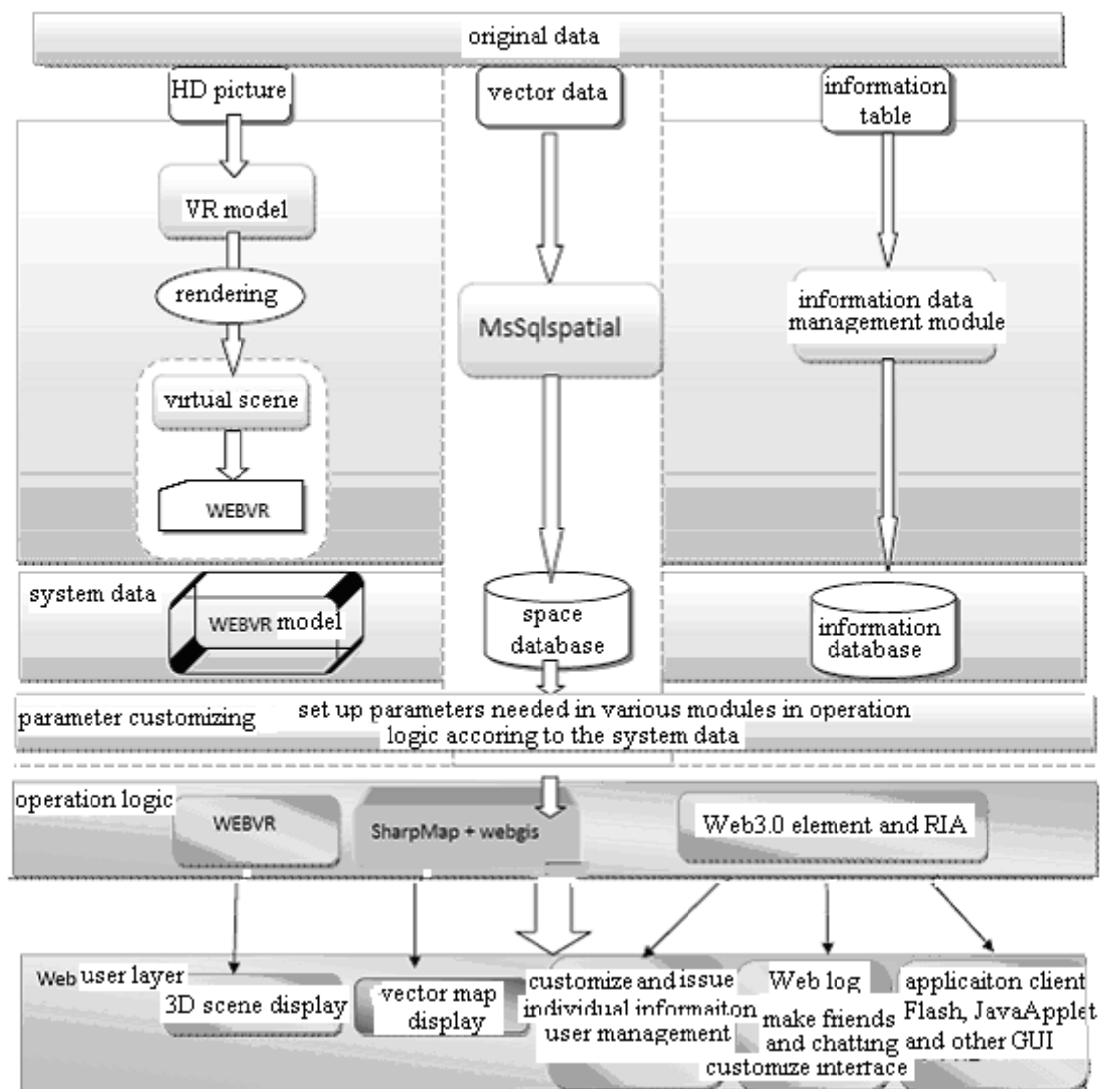 original data
HD picture
vector data
information
table
VR model
rendering
virtual scene
WEBVR
MsSqlspatial
information data
management module
system data
WEBVR model
space
database
information
database
parameter customizing
set up parameters needed in various modules in operation
logic accoring to the system data
operation logic
WEBVR
SharpMap + webgis
Web3.0 element and RIA
Web user layer
3D scene display
vector map
display
customize and issue
individual informaiton
user management
Web log
make friends
and chatting
customize interface
applicaiton client
Flash, JavaApplet
and other GUI